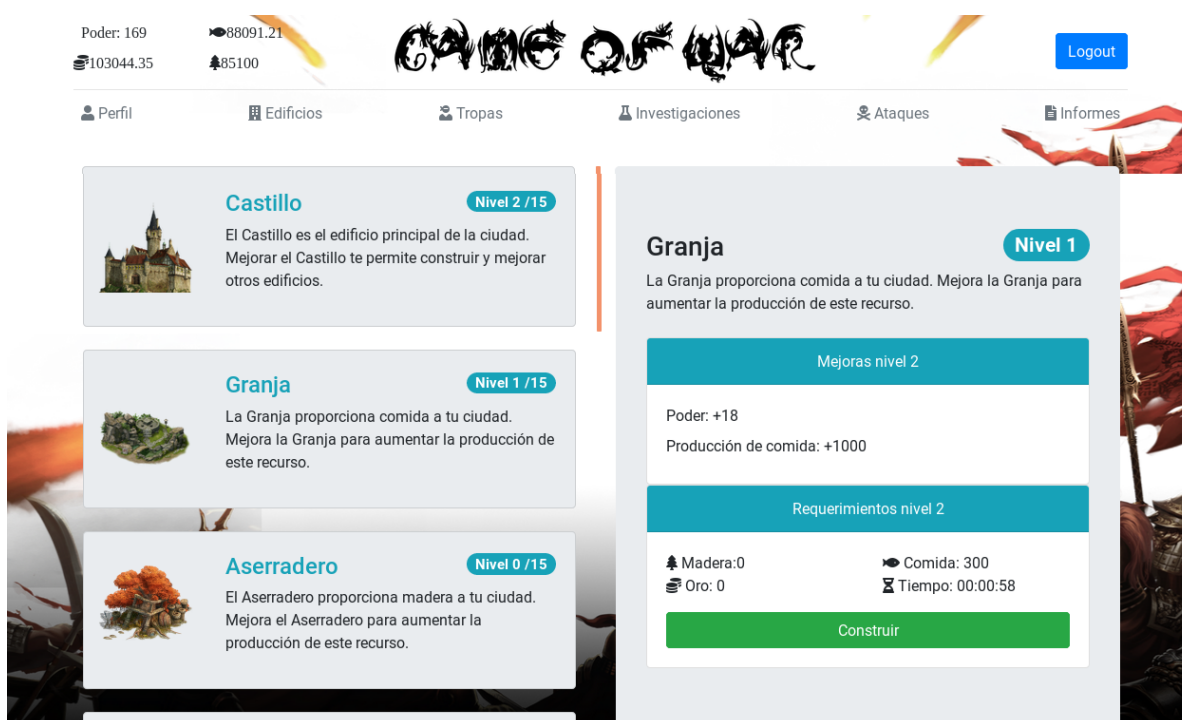 Poder: 169
88091.21
103044.35
85100
GAME OF WAR
Logout
Perfil
Edificios
Tropas
Investigaciones
Ataques
Informes
Castillo
Nivel 2 /15
El Castillo es el edificio principal de la ciudad.
Mejorar el Castillo te permite construir y mejorar
otros edificios.
Granja
Nivel 1 /15
La Granja proporciona comida a tu ciudad.
Mejora la Granja para aumentar la producción de
este recurso.
Aserradero
Nivel 0 /15
El Aserradero proporciona madera a tu ciudad.
Mejora el Aserradero para aumentar la
producción de este recurso.
Granja
Nivel 1
La Granja proporciona comida a tu ciudad. Mejora la Granja para
aumentar la producción de este recurso.
Mejoras nivel 2
Poder: +18
Producción de comida: +1000
Requerimientos nivel 2
Madera:0
Comida: 300
Oro: 0
Tiempo: 00:00:58
Construir